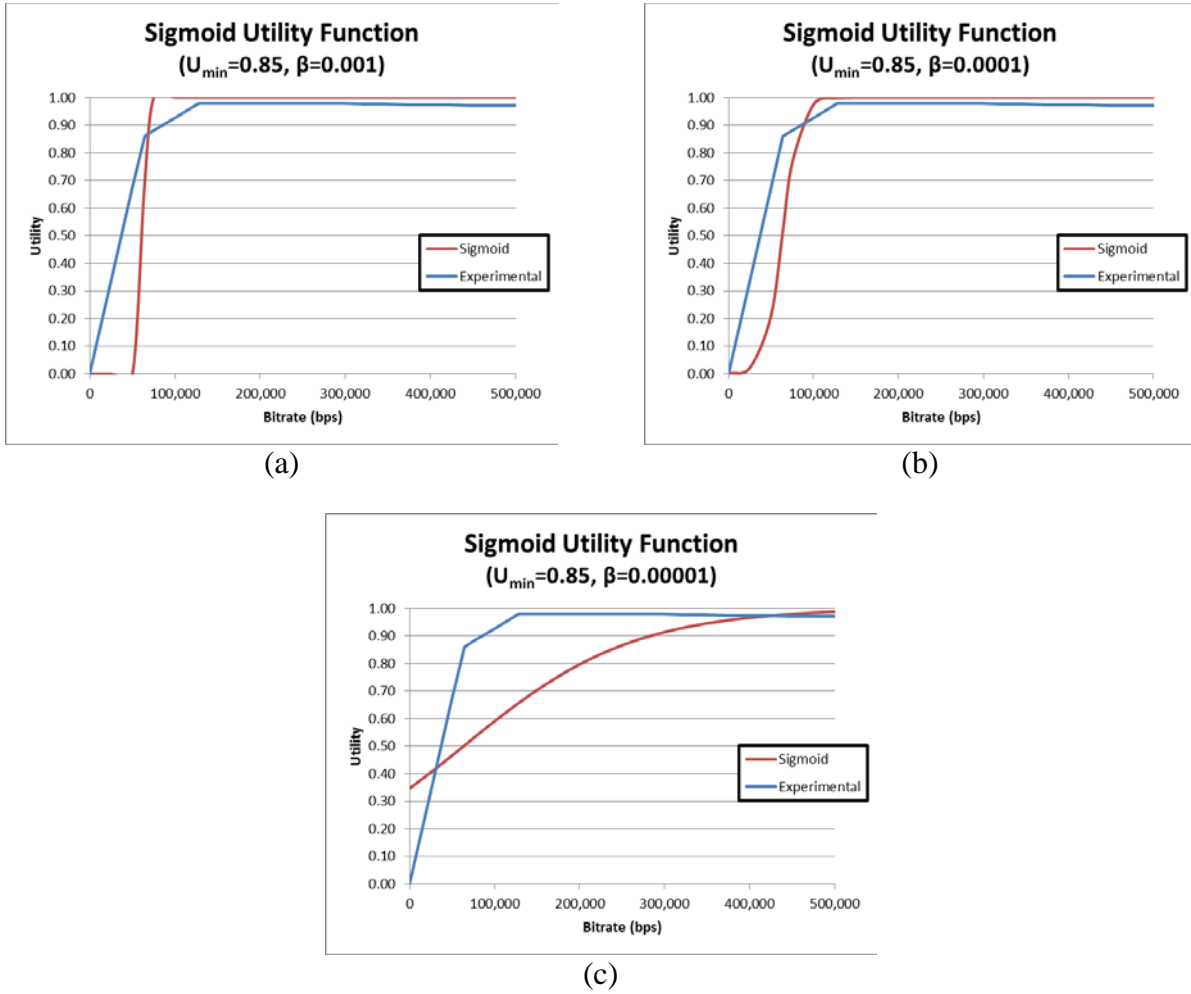 Sigmoid Utility Function
(Umin=0.85, β=0.001)
1.00
0.90
0.80
0.70
0.60
0.50
0.40
0.30
0.20
0.10
0.00
Utility
Sigmoid
Experimental
0 100,000 200,000 300,000 400,000 500,000
Bitrate (bps)
(a)
Sigmoid Utility Function
(Umin=0.85, β=0.0001)
1.00
0.90
0.80
0.70
0.60
0.50
0.40
0.30
0.20
0.10
0.00
Utility
Sigmoid
Experimental
0 100,000 200,000 300,000 400,000 500,000
Bitrate (bps)
(b)
Sigmoid Utility Function
(Umin=0.85, β=0.00001)
1.00
0.90
0.80
0.70
0.60
0.50
0.40
0.30
0.20
0.10
0.00
Utility
Sigmoid
Experimental
0 100,000 200,000 300,000 400,000 500,000
Bitrate (bps)
(c)